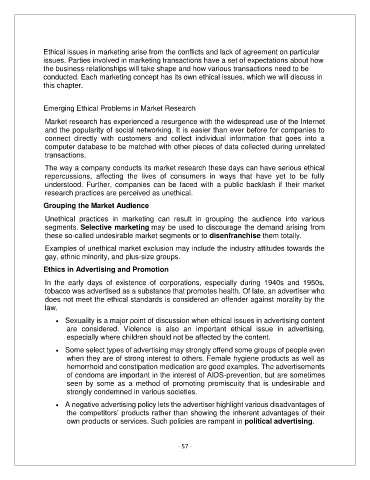 Ethical issues in marketing arise from the conflicts and lack of agreement on particular
issues. Parties involved in marketing transactions have a set of expectations about how
the business relationships will take shape and how various transactions need to be
conducted. Each marketing concept has its own ethical issues, which we will discuss in
this chapter.
Emerging Ethical Problems in Market Research
Market research has experienced a resurgence with the widespread use of the Internet
and the popularity of social networking. It is easier than ever before for companies to
connect directly with customers and collect individual information that goes into a
computer database to be matched with other pieces of data collected during unrelated
transactions.
The way a company conducts its market research these days can have serious ethical
repercussions, affecting the lives of consumers in ways that have yet to be fully
understood. Further, companies can be faced with a public backlash if their market
research practices are perceived as unethical.
Grouping the Market Audience
Unethical practices in marketing can result in grouping the audience into various
segments. Selective marketing may be used to discourage the demand arising from
these so-called undesirable market segments or to disenfranchise them totally.
Examples of unethical market exclusion may include the industry attitudes towards the
gay, ethnic minority, and plus-size groups.
Ethics in Advertising and Promotion
In the early days of existence of corporations, especially during 1940s and 1950s,
tobacco was advertised as a substance that promotes health. Of late, an advertiser who
does not meet the ethical standards is considered an offender against morality by the
law.
• Sexuality is a major point of discussion when ethical issues in advertising content
are considered. Violence is also an important ethical issue in advertising,
especially where children should not be affected by the content.
• Some select types of advertising may strongly offend some groups of people even
when they are of strong interest to others. Female hygiene products as well as
hemorrhoid and constipation medication are good examples. The advertisements
of condoms are important in the interest of AIDS-prevention, but are sometimes
seen by some as a method of promoting promiscuity that is undesirable and
strongly condemned in various societies.
• A negative advertising policy lets the advertiser highlight various disadvantages of
the competitors' products rather than showing the inherent advantages of their
own products or services. Such policies are rampant in political advertising.
- 57 -